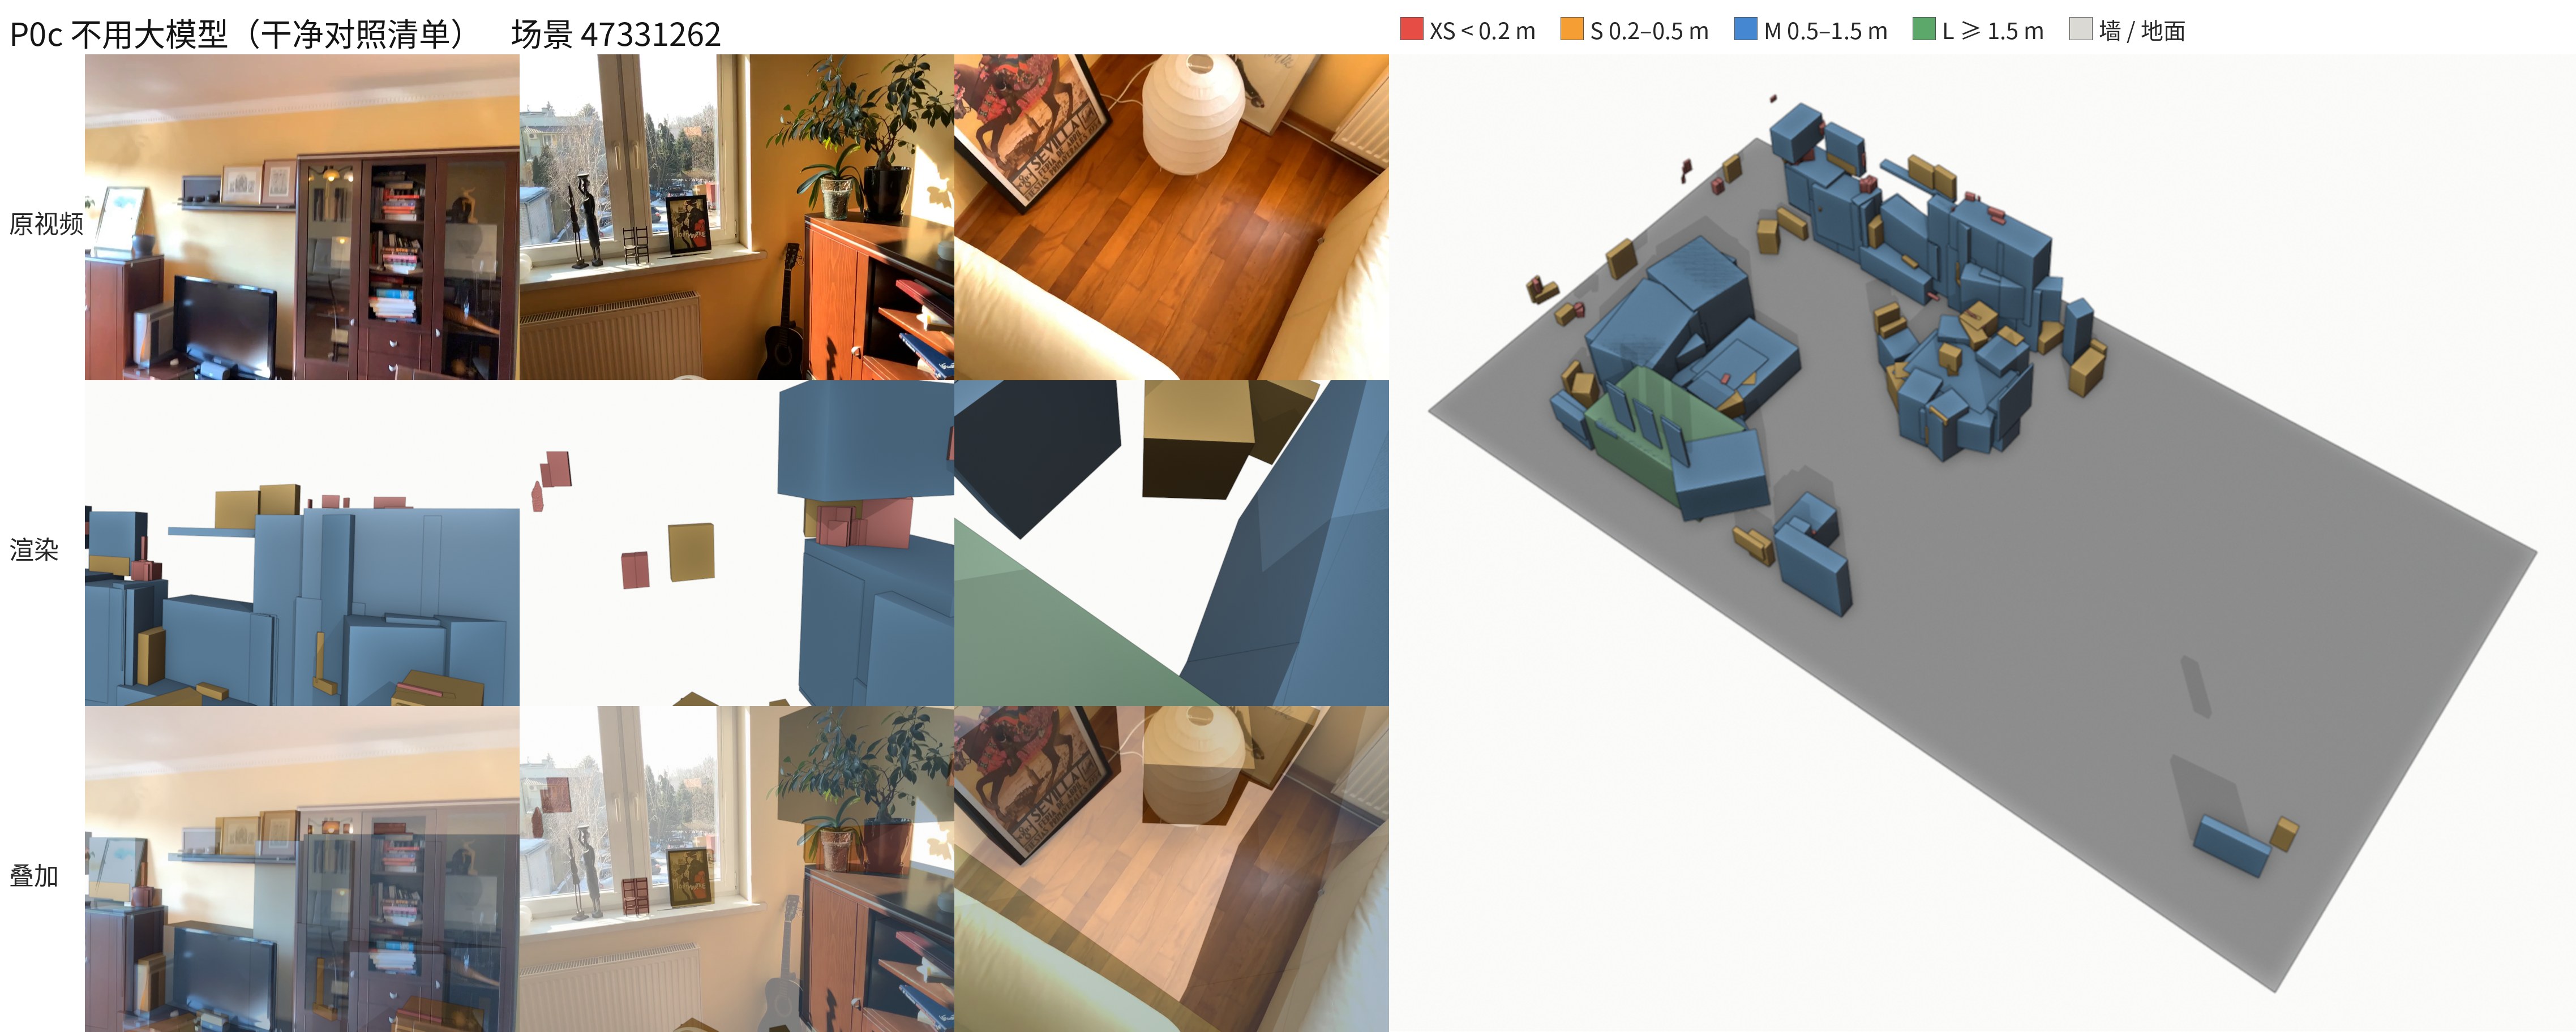 P0c 不用大模型（干净对照清单） 场景 47331262
XS < 0.2 m
S 0.2–0.5 m
M 0.5–1.5 m
L ⩾ 1.5 m
墙 / 地面
原视频
SEVILLA
渲染
叠加
SEVILLA